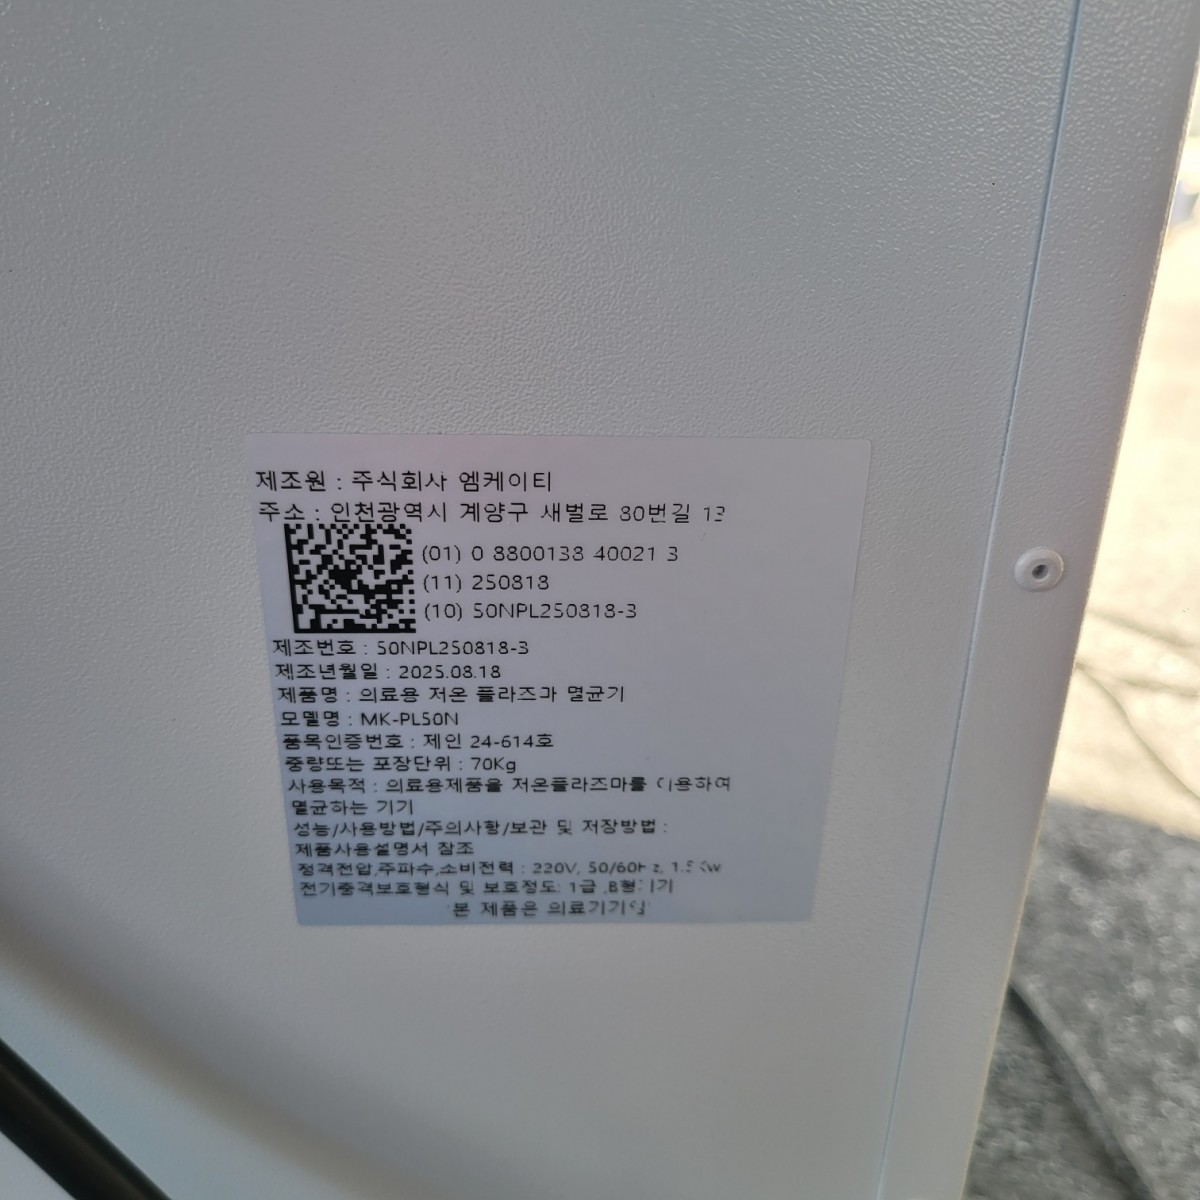 제조원 : 주식회사 엠케이티
주소 : 인천광역시 계양구 새벌로 80번길 13
(01) 0 8800138 40021 3
(11) 250818
(10) 50NPL250818-3
제조번호 : 50NPL250818-3
제조년월일 : 2025.08.18
제품명 : 의료용 저온 플라즈마 멸균기
모델명 : MK-PL50N
품목인증번호 : 제인 24-614호
중량또는 포장단위 : 70Kg
사용목적 : 의료용제품을 저온플라즈마를 이용하여
멸균하는 기기
성능/사용방법/주의사항/보관 및 저장방법 :
제품사용설명서 참조
정격전압,주파수,소비전력 : 220V, 50/60Hz, 1.5Kw
전기충격보호형식 및 보호정도: 1급 ,B형기기
본 제품은 의료기기임